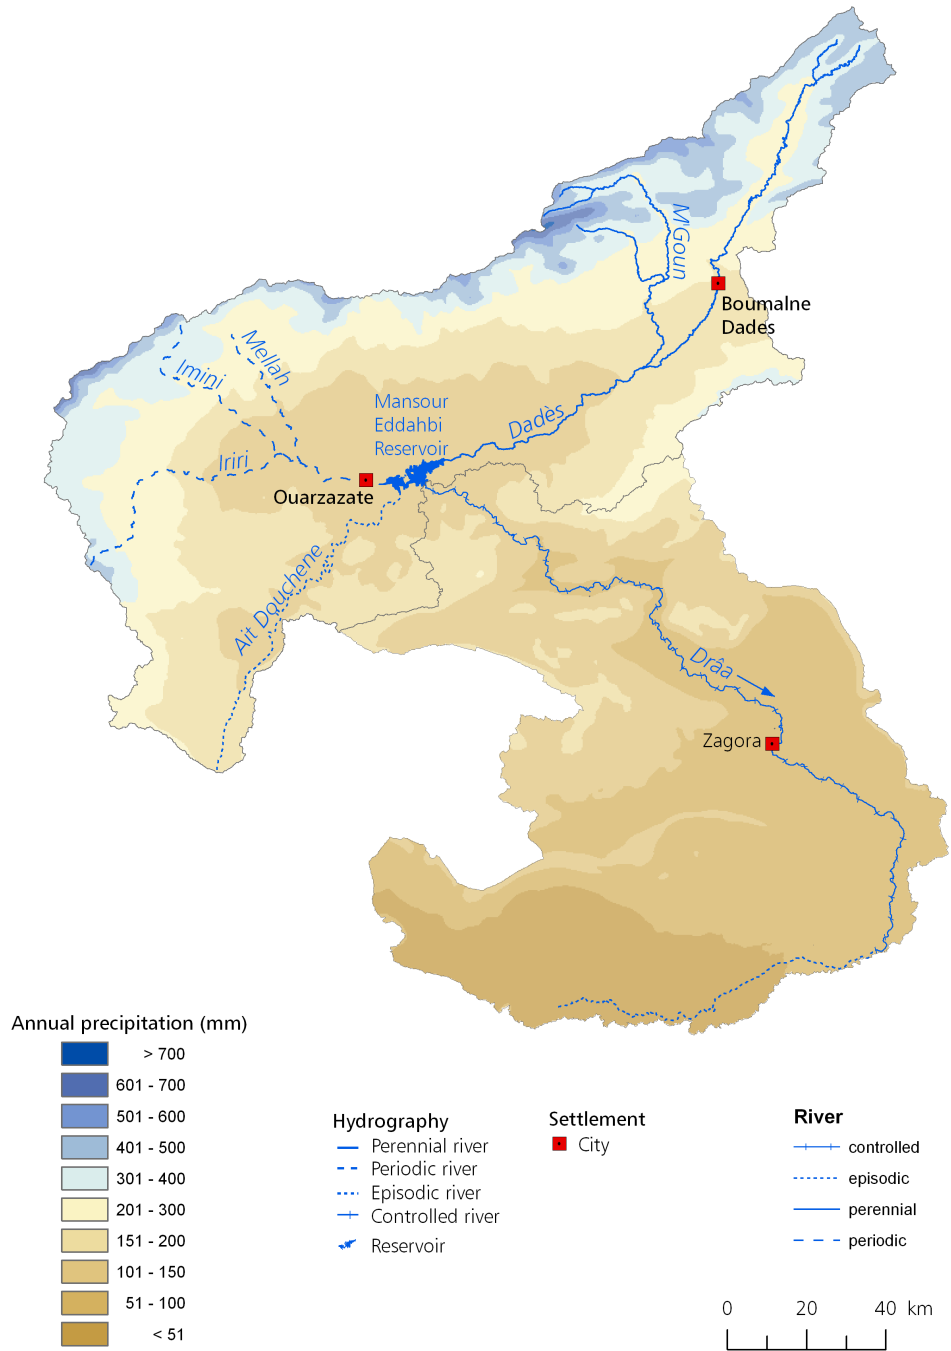 M'Goun
Boumalne
Dades
Mellah
Imini
Mansour
Eddahbi
Reservoir
Dadès
Iriri
Ouarzazate
Ait Douchene
Drâa
Zagora
Annual precipitation (mm)
> 700
601 - 700
501 - 600
401 - 500
301 - 400
201 - 300
151 - 200
101 - 150
51 - 100
< 51
Hydrography
Perennial river
Periodic river
Episodic river
Controlled river
Reservoir
Settlement
City
River
controlled
episodic
perennial
periodic
0 20 40 km